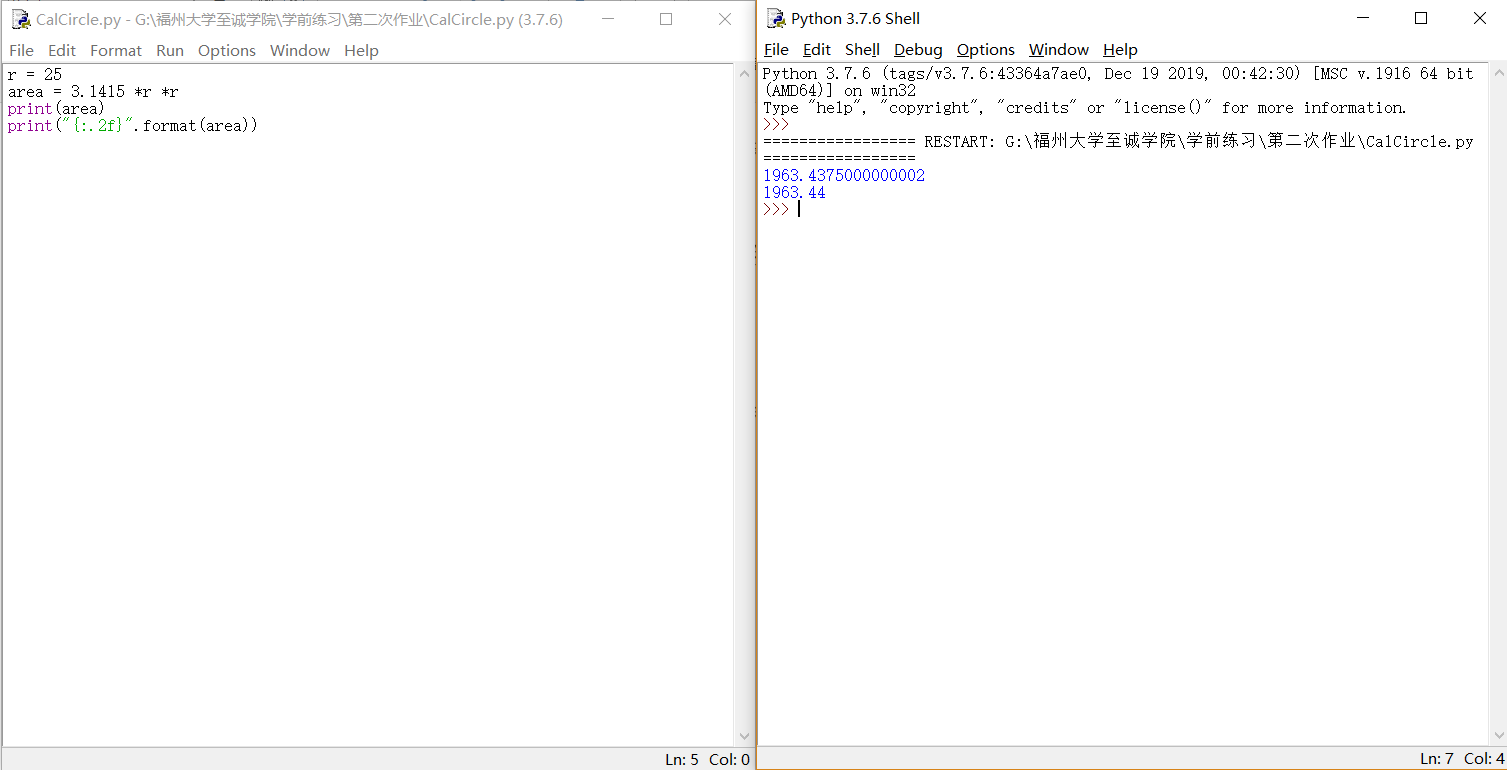 CalCircle.py - G:\福州大学至诚学院\学前练习\第二次作业\CalCircle.py (3.7.6)
File Edit Format Run Options Window Help
r = 25
area = 3.1415 *r *r
print(area)
print("{:.2f}".format(area))
Ln: 5 Col: 0
Python 3.7.6 Shell
File Edit Shell Debug Options Window Help
Python 3.7.6 (tags/v3.7.6:43364a7ae0, Dec 19 2019, 00:42:30) [MSC v.1916 64 bit
(AMD64)] on win32
Type "help", "copyright", "credits" or "license()" for more information.
>>>
================= RESTART: G:\福州大学至诚学院\学前练习\第二次作业\CalCircle.py
=================
1963.4375000000002
1963.44
>>>
Ln: 7 Col: 4